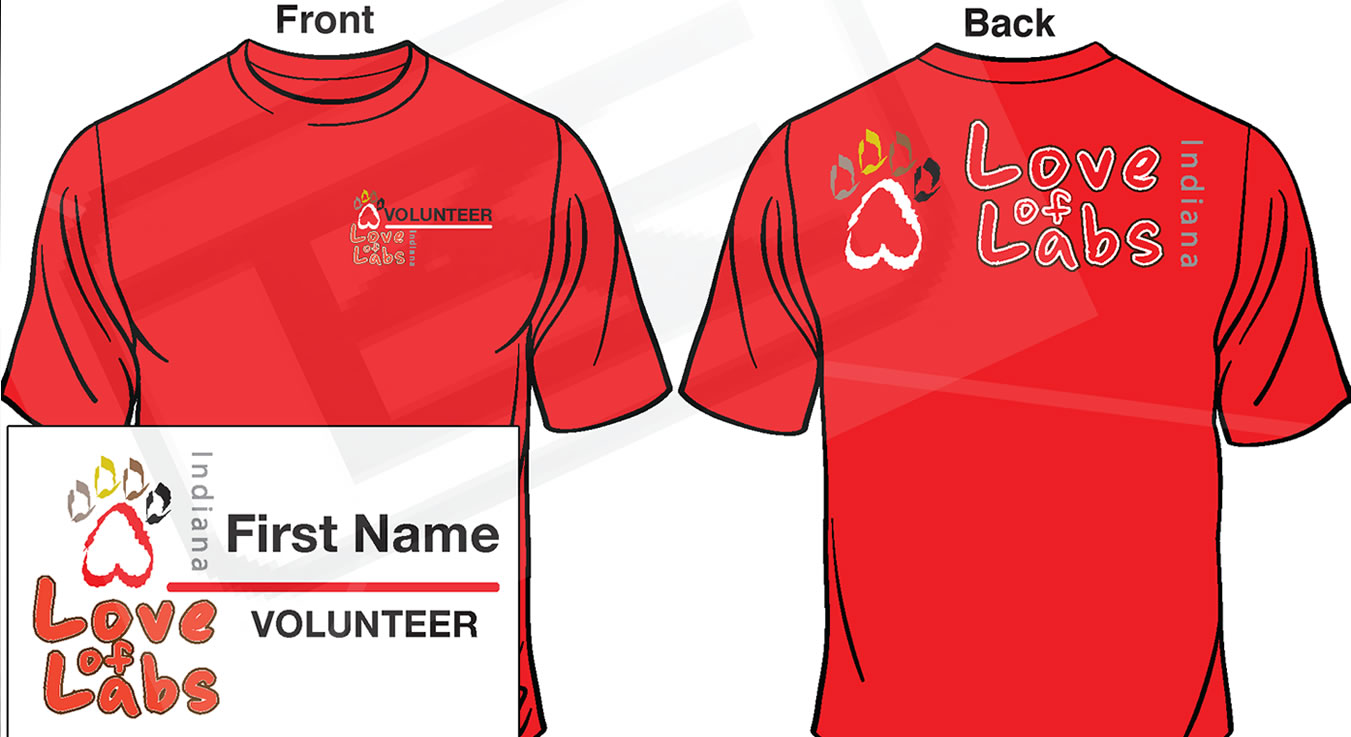 Front
Back
VOLUNTEER
Love
of
Labs
Indiana
Love
of
Labs
Indiana
Indiana
First Name
VOLUNTEER
Love
of
Labs